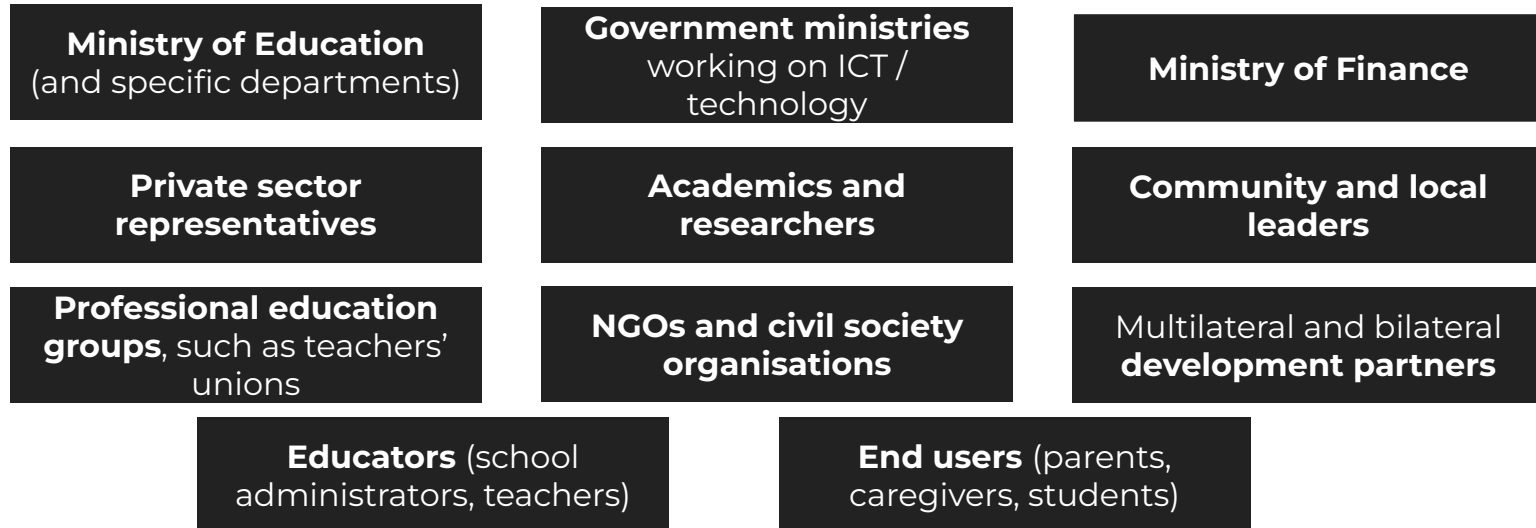 Ministry of Education
(and specific departments)
Government ministries
working on ICT /
technology
Ministry of Finance
Private sector
representatives
Academics and
researchers
Community and local
leaders
Professional education
groups, such as teachers’
unions
NGOs and civil society
organisations
Multilateral and bilateral
development partners
Educators (school
administrators, teachers)
End users (parents,
caregivers, students)